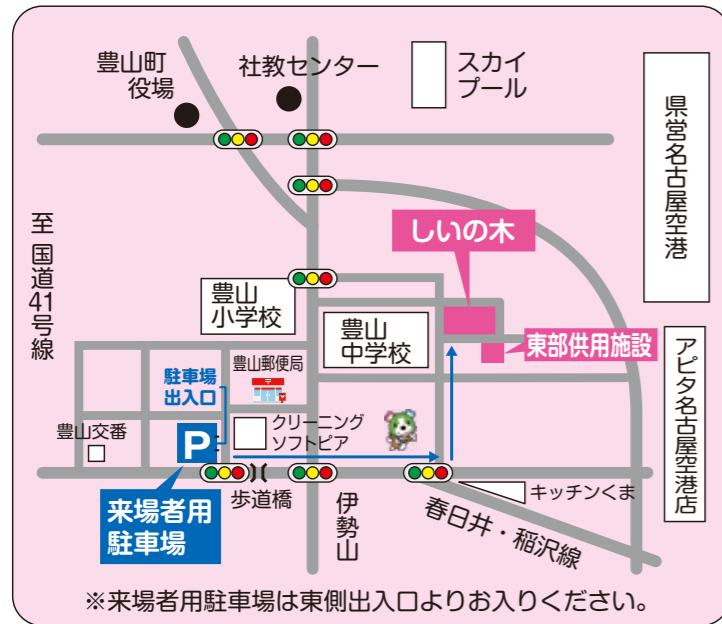 豊山町
役場
社教センター
スカイ
プール
県営名古屋空港
至 国道41号線
しいの木
豊山
小学校
豊山
中学校
東部供用施設
アピタ名古屋空港店
駐車場
出入口
豊山郵便局
〒
豊山交番
P
クリーニング
ソフトピア
来場者用
駐車場
歩道橋
伊勢山
キッチンくま
春日井・稲沢線
※来場者用駐車場は東側出入口よりお入りください。